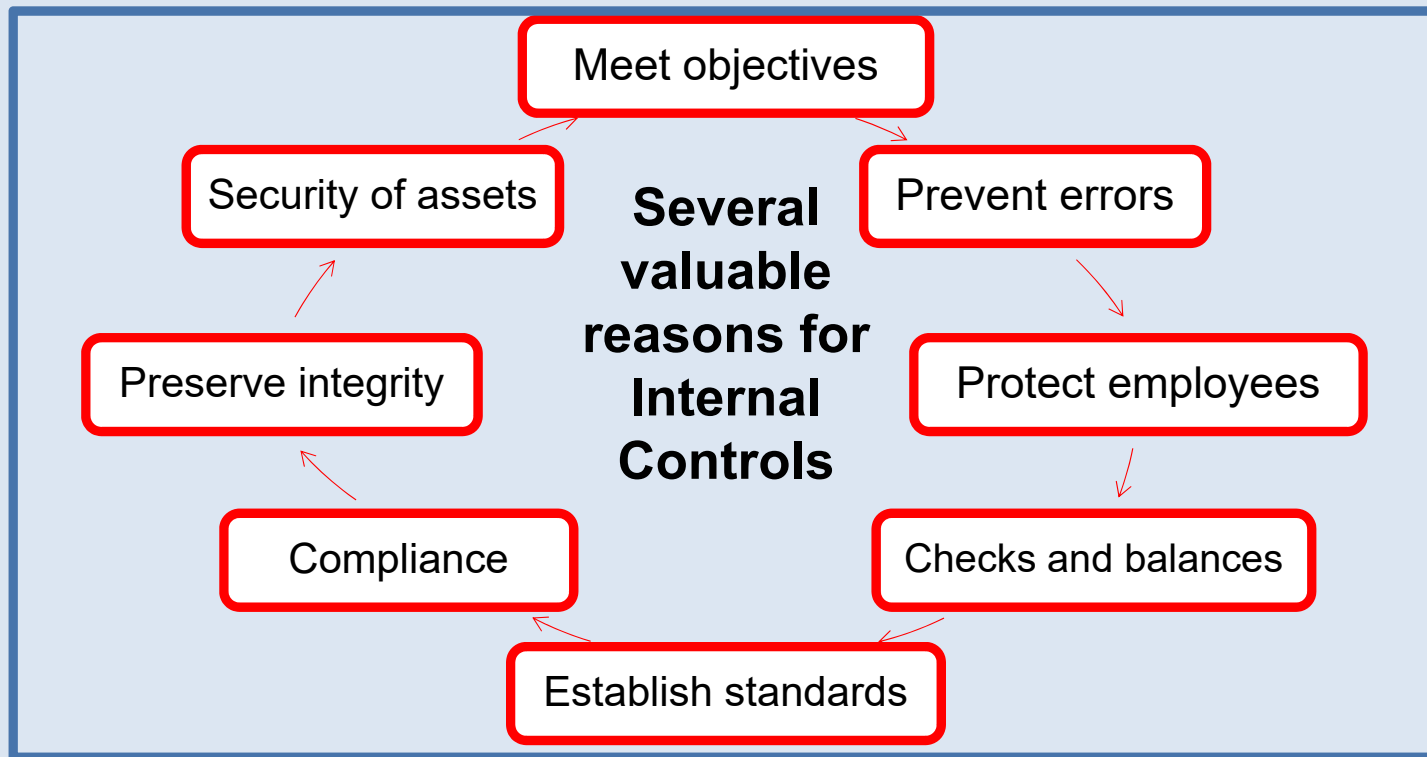 Meet objectives
Prevent errors
Protect employees
Checks and balances
Establish standards
Compliance
Preserve integrity
Security of assets
Several
valuable
reasons for
Internal
Controls